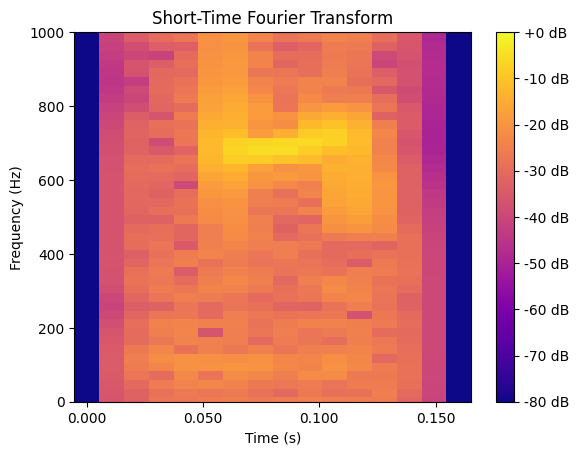 Short-Time Fourier Transform
1000
800
600
400
200
0
Frequency (Hz)
0.000
0.050
0.100
0.150
Time (s)
+0 dB
-10 dB
-20 dB
-30 dB
-40 dB
-50 dB
-60 dB
-70 dB
-80 dB